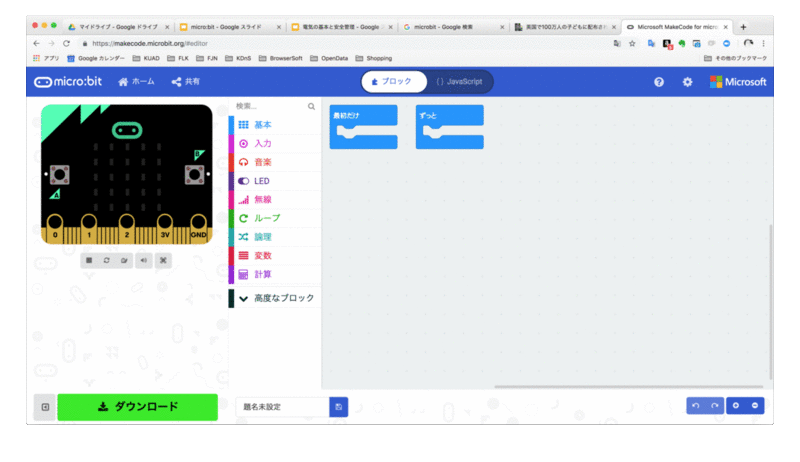 マイドライブ - Google ドライブ
micro:bit - Google スライド
電気の基本と安全管理 - Google
microbit - Google 検索
英国で100万人の子どもに配布され
Microsoft MakeCode for micro
https://makecode.microbit.org/#editor
アプリ Google カレンダー KUAD FLK FJN KDnS BrowserSoft OpenData Shopping その他のブックマーク
micro:bit ホーム 共有 ブロック {} JavaScript Microsoft
検索...
基本
入力
音楽
LED
無線
ループ
論理
変数
計算
高度なブロック
最初だけ
ずっと
A
B
0 1 2 3V GND
ダウンロード
題名未設定